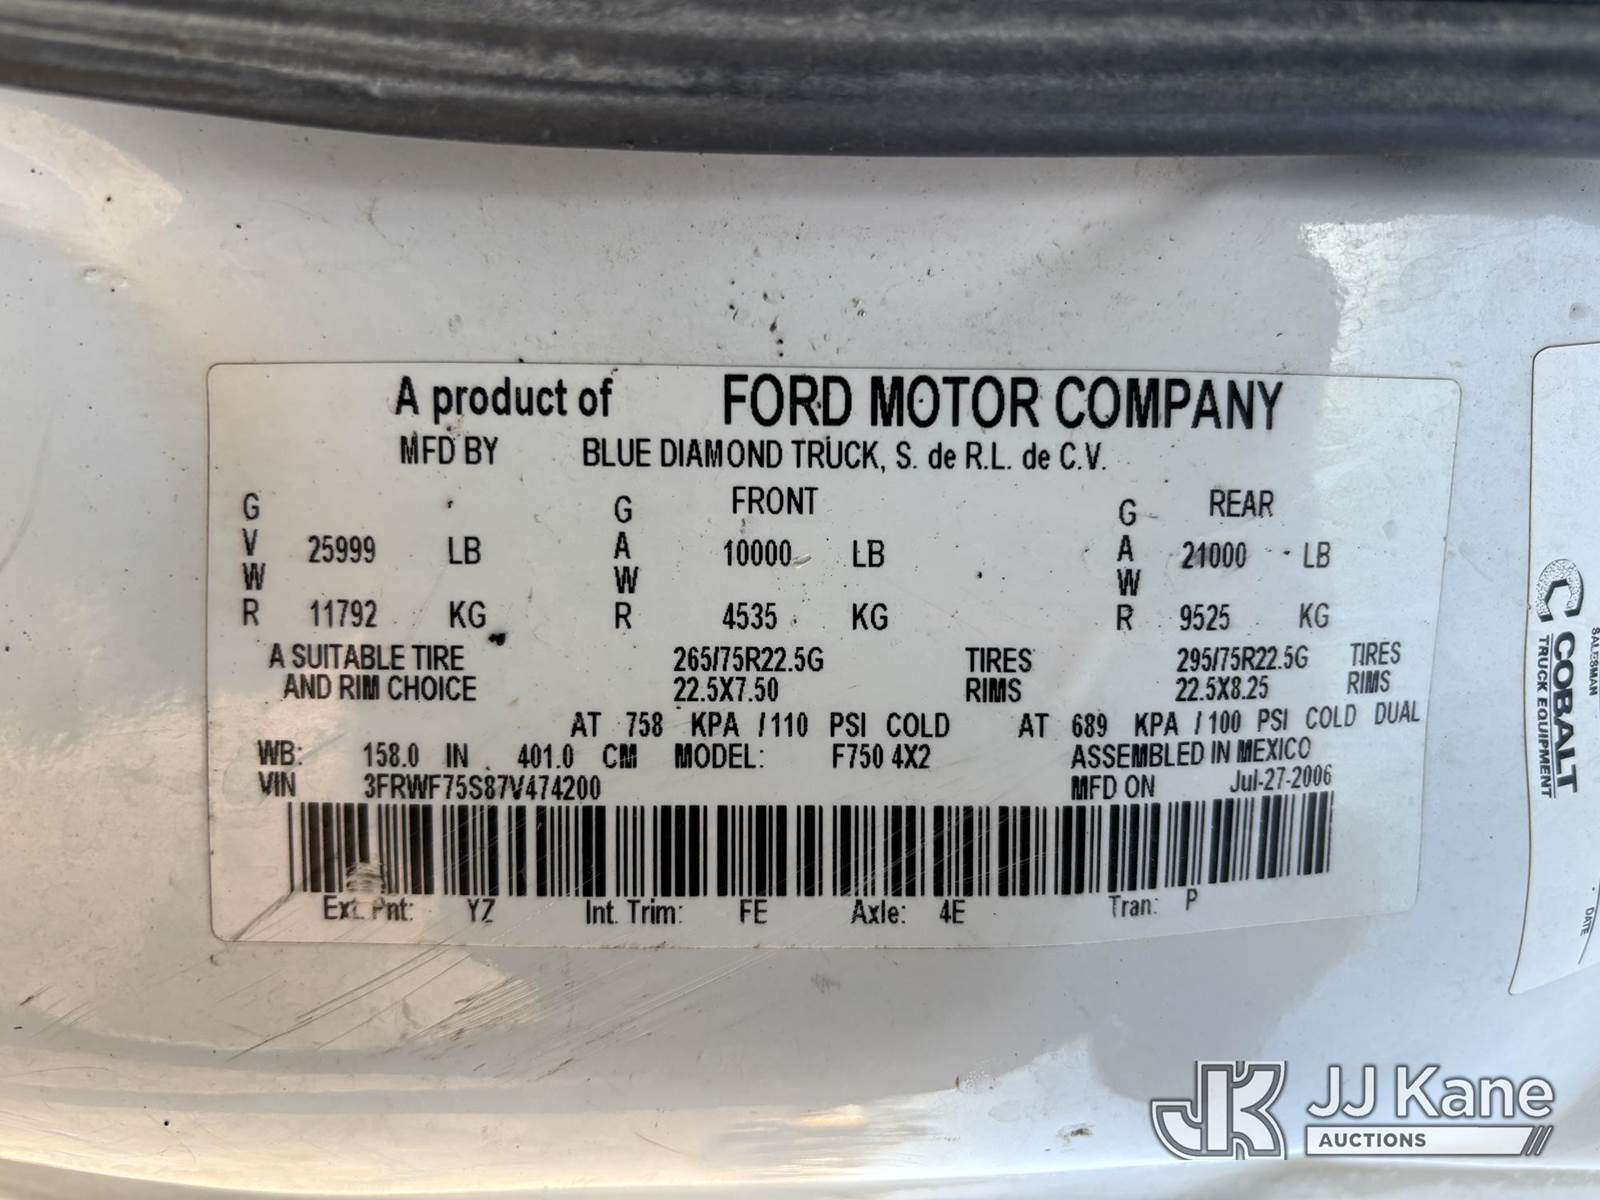 A product of FORD MOTOR COMPANY
MFD BY BLUE DIAMOND TRUCK, S. de R.L. de C.V.
GVWR 25999 LB 11792 KG
FRONT GAWR 10000 LB 4535 KG
REAR GAWR 21000 LB 9525 KG
A SUITABLE TIRE 265/75R22.5G TIRES 295/75R22.5G TIRES
AND RIM CHOICE 22.5X7.50 RIMS 22.5X8.25 RIMS
AT 758 KPA /110 PSI COLD AT 689 KPA /100 PSI COLD DUAL
WB: 158.0 IN 401.0 CM MODEL: F750 4X2 ASSEMBLED IN MEXICO
VIN 3FRWF75S87V474200 MFD ON Jul-27-2006
Ext. Pnt: YZ Int. Trim: FE Axle: 4E Tran: P
COBALT
TRUCK EQUIPMENT
SALESMAN
DATE
JJ Kane
AUCTIONS